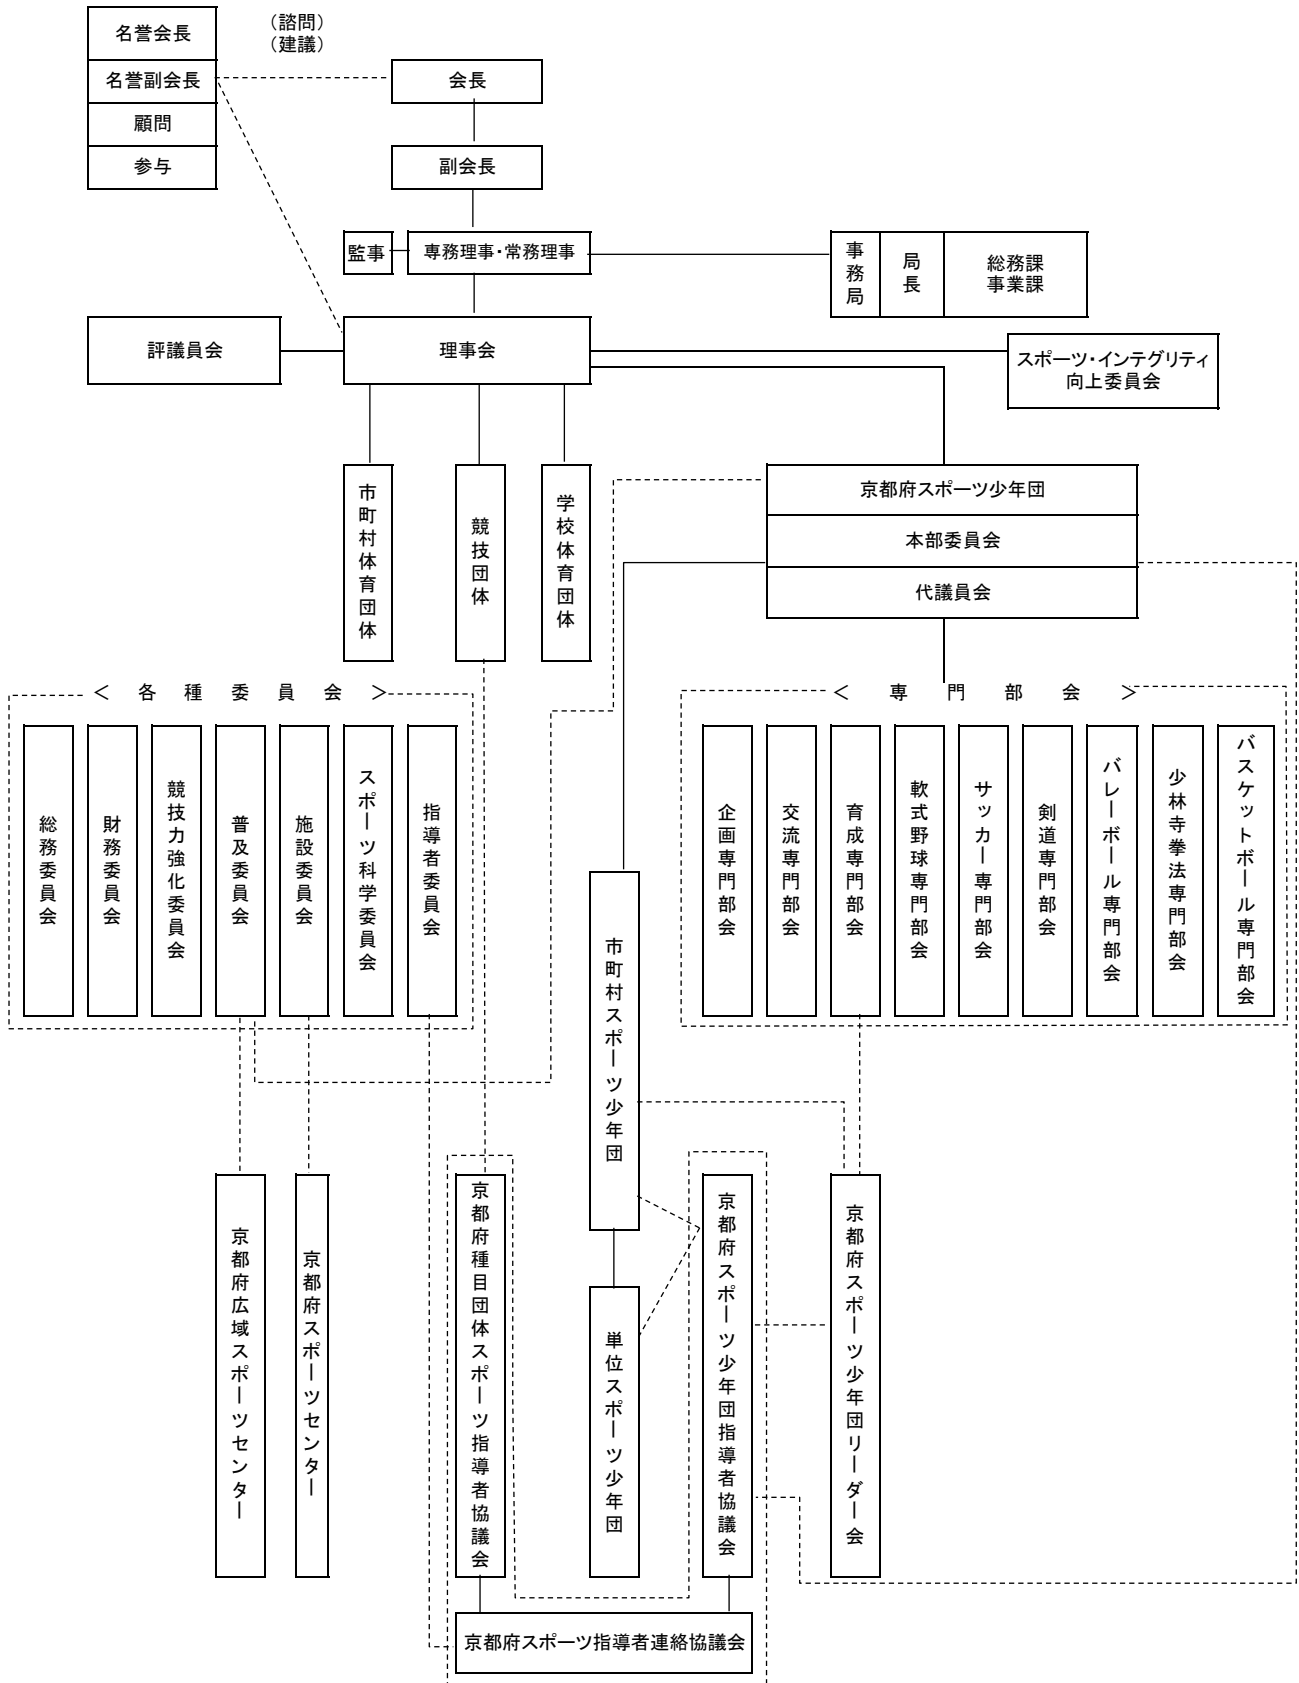 名誉会長
名誉副会長
顧問
参与
（諮問）
（建議）
会長
副会長
監事
専務理事・常務理事
事務局
局長
総務課
事業課
評議員会
理事会
スポーツ・インテグリティ
向上委員会
市町村体育団体
競技団体
学校体育団体
京都府スポーツ少年団
本部委員会
代議員会
＜　各　種　委　員　会　＞
総務委員会
財務委員会
競技力強化委員会
普及委員会
施設委員会
スポーツ科学委員会
指導者委員会
＜　専　門　部　会　＞
企画専門部会
交流専門部会
育成専門部会
軟式野球専門部会
サッカー専門部会
剣道専門部会
バレーボール専門部会
少林寺拳法専門部会
バスケットボール専門部会
市町村スポーツ少年団
京都府広域スポーツセンター
京都府スポーツセンター
京都府種目団体スポーツ指導者協議会
単位スポーツ少年団
京都府スポーツ少年団指導者協議会
京都府スポーツ少年団リーダー会
京都府スポーツ指導者連絡協議会